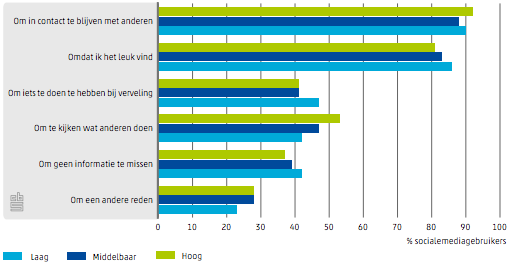 Om in contact te blijven met anderen
Omdat ik het leuk vind
Om iets te doen te hebben bij verveling
Om te kijken wat anderen doen
Om geen informatie te missen
Om een andere reden
0 10 20 30 40 50 60 70 80 90 100
% socialemediagebruikers
Laag Middelbaar Hoog